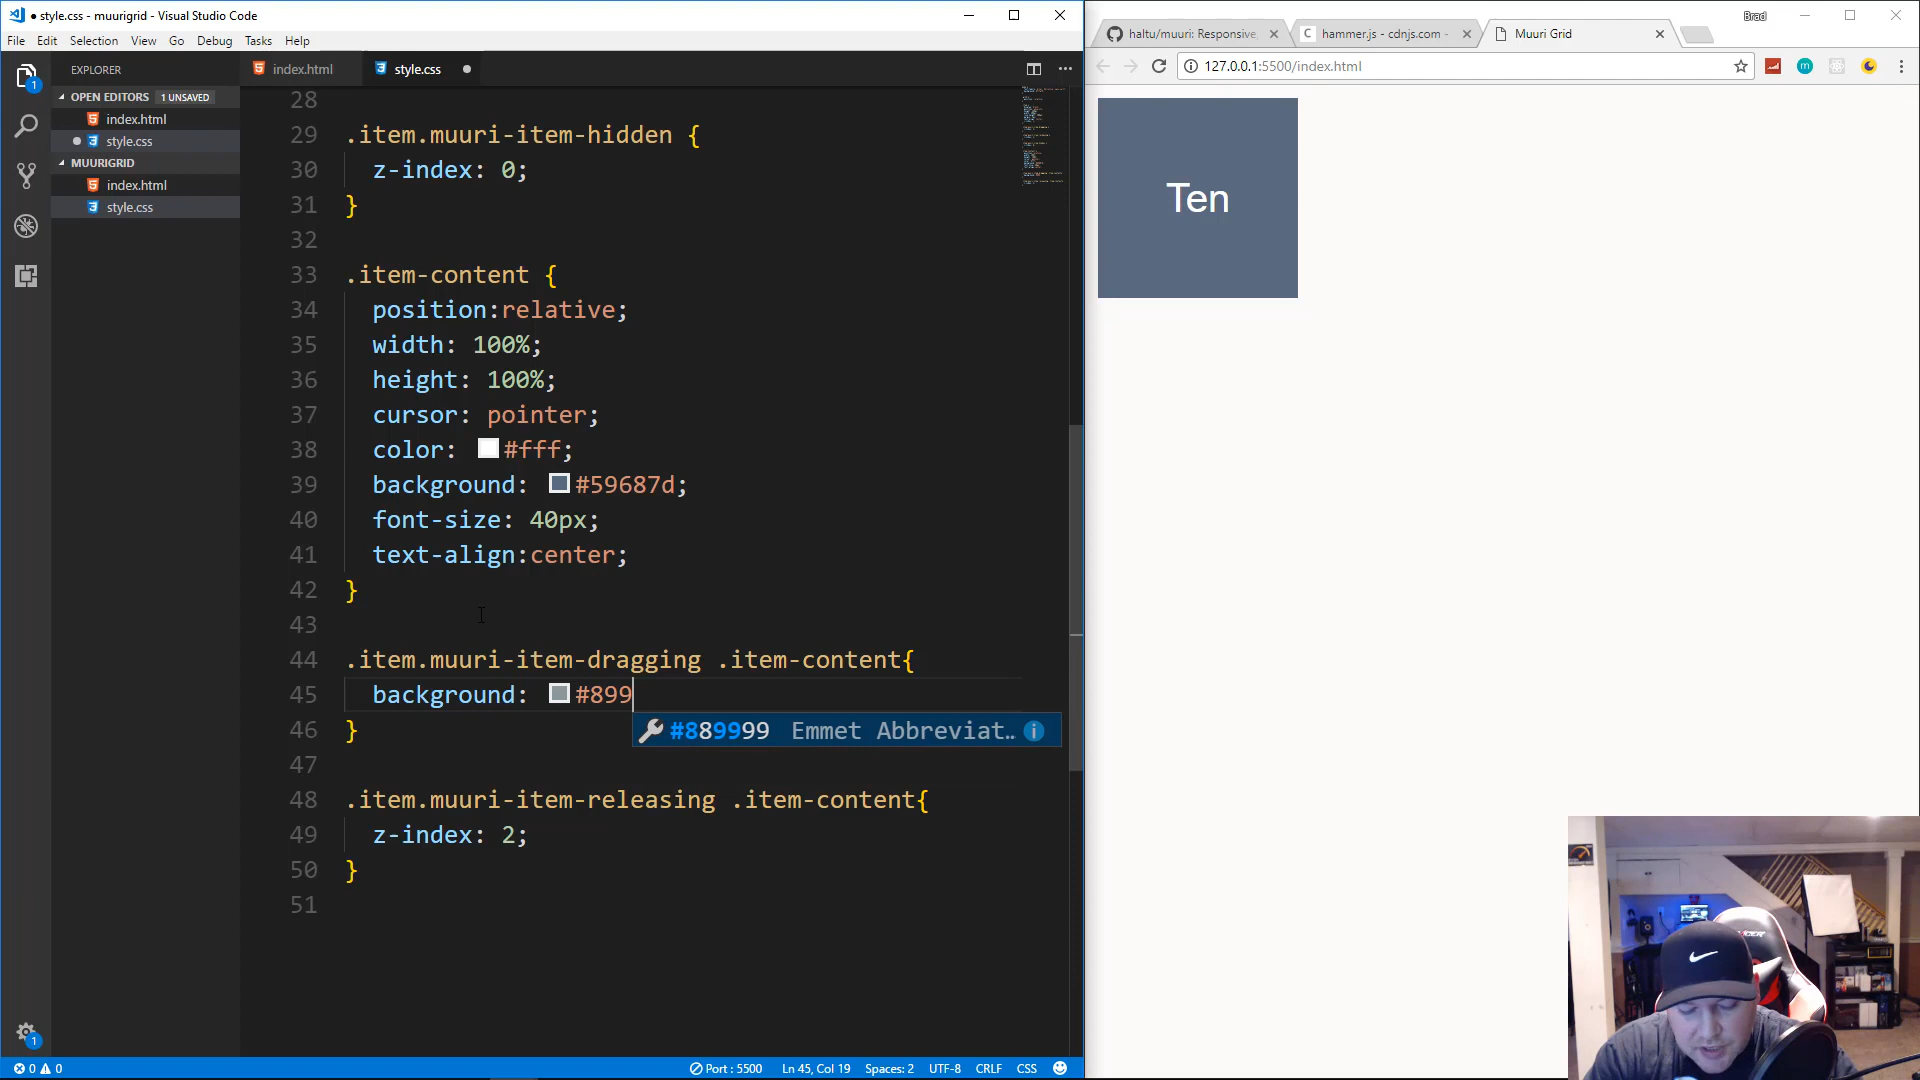 style.css - muurigrid - Visual Studio Code
File Edit Selection View Go Debug Tasks Help
EXPLORER
OPEN EDITORS 1 UNSAVED
index.html
style.css
MUURIGRID
index.html
style.css
1
1
index.html
style.css
28
29 .item.muuri-item-hidden {
30 z-index: 0;
31 }
32
33 .item-content {
34 position:relative;
35 width: 100%;
36 height: 100%;
37 cursor: pointer;
38 color: #fff;
39 background: #59687d;
40 font-size: 40px;
41 text-align:center;
42 }
43
44 .item.muuri-item-dragging .item-content{
45 background: #899
#889999 Emmet Abbreviat...
46 }
47
48 .item.muuri-item-releasing .item-content{
49 z-index: 2;
50 }
51
0 0 Port : 5500 Ln 45, Col 19 Spaces: 2 UTF-8 CRLF CSS
Brad
haltu/muuri: Responsive,
hammer.js - cdnjs.com -
Muuri Grid
127.0.0.1:5500/index.html
Ten